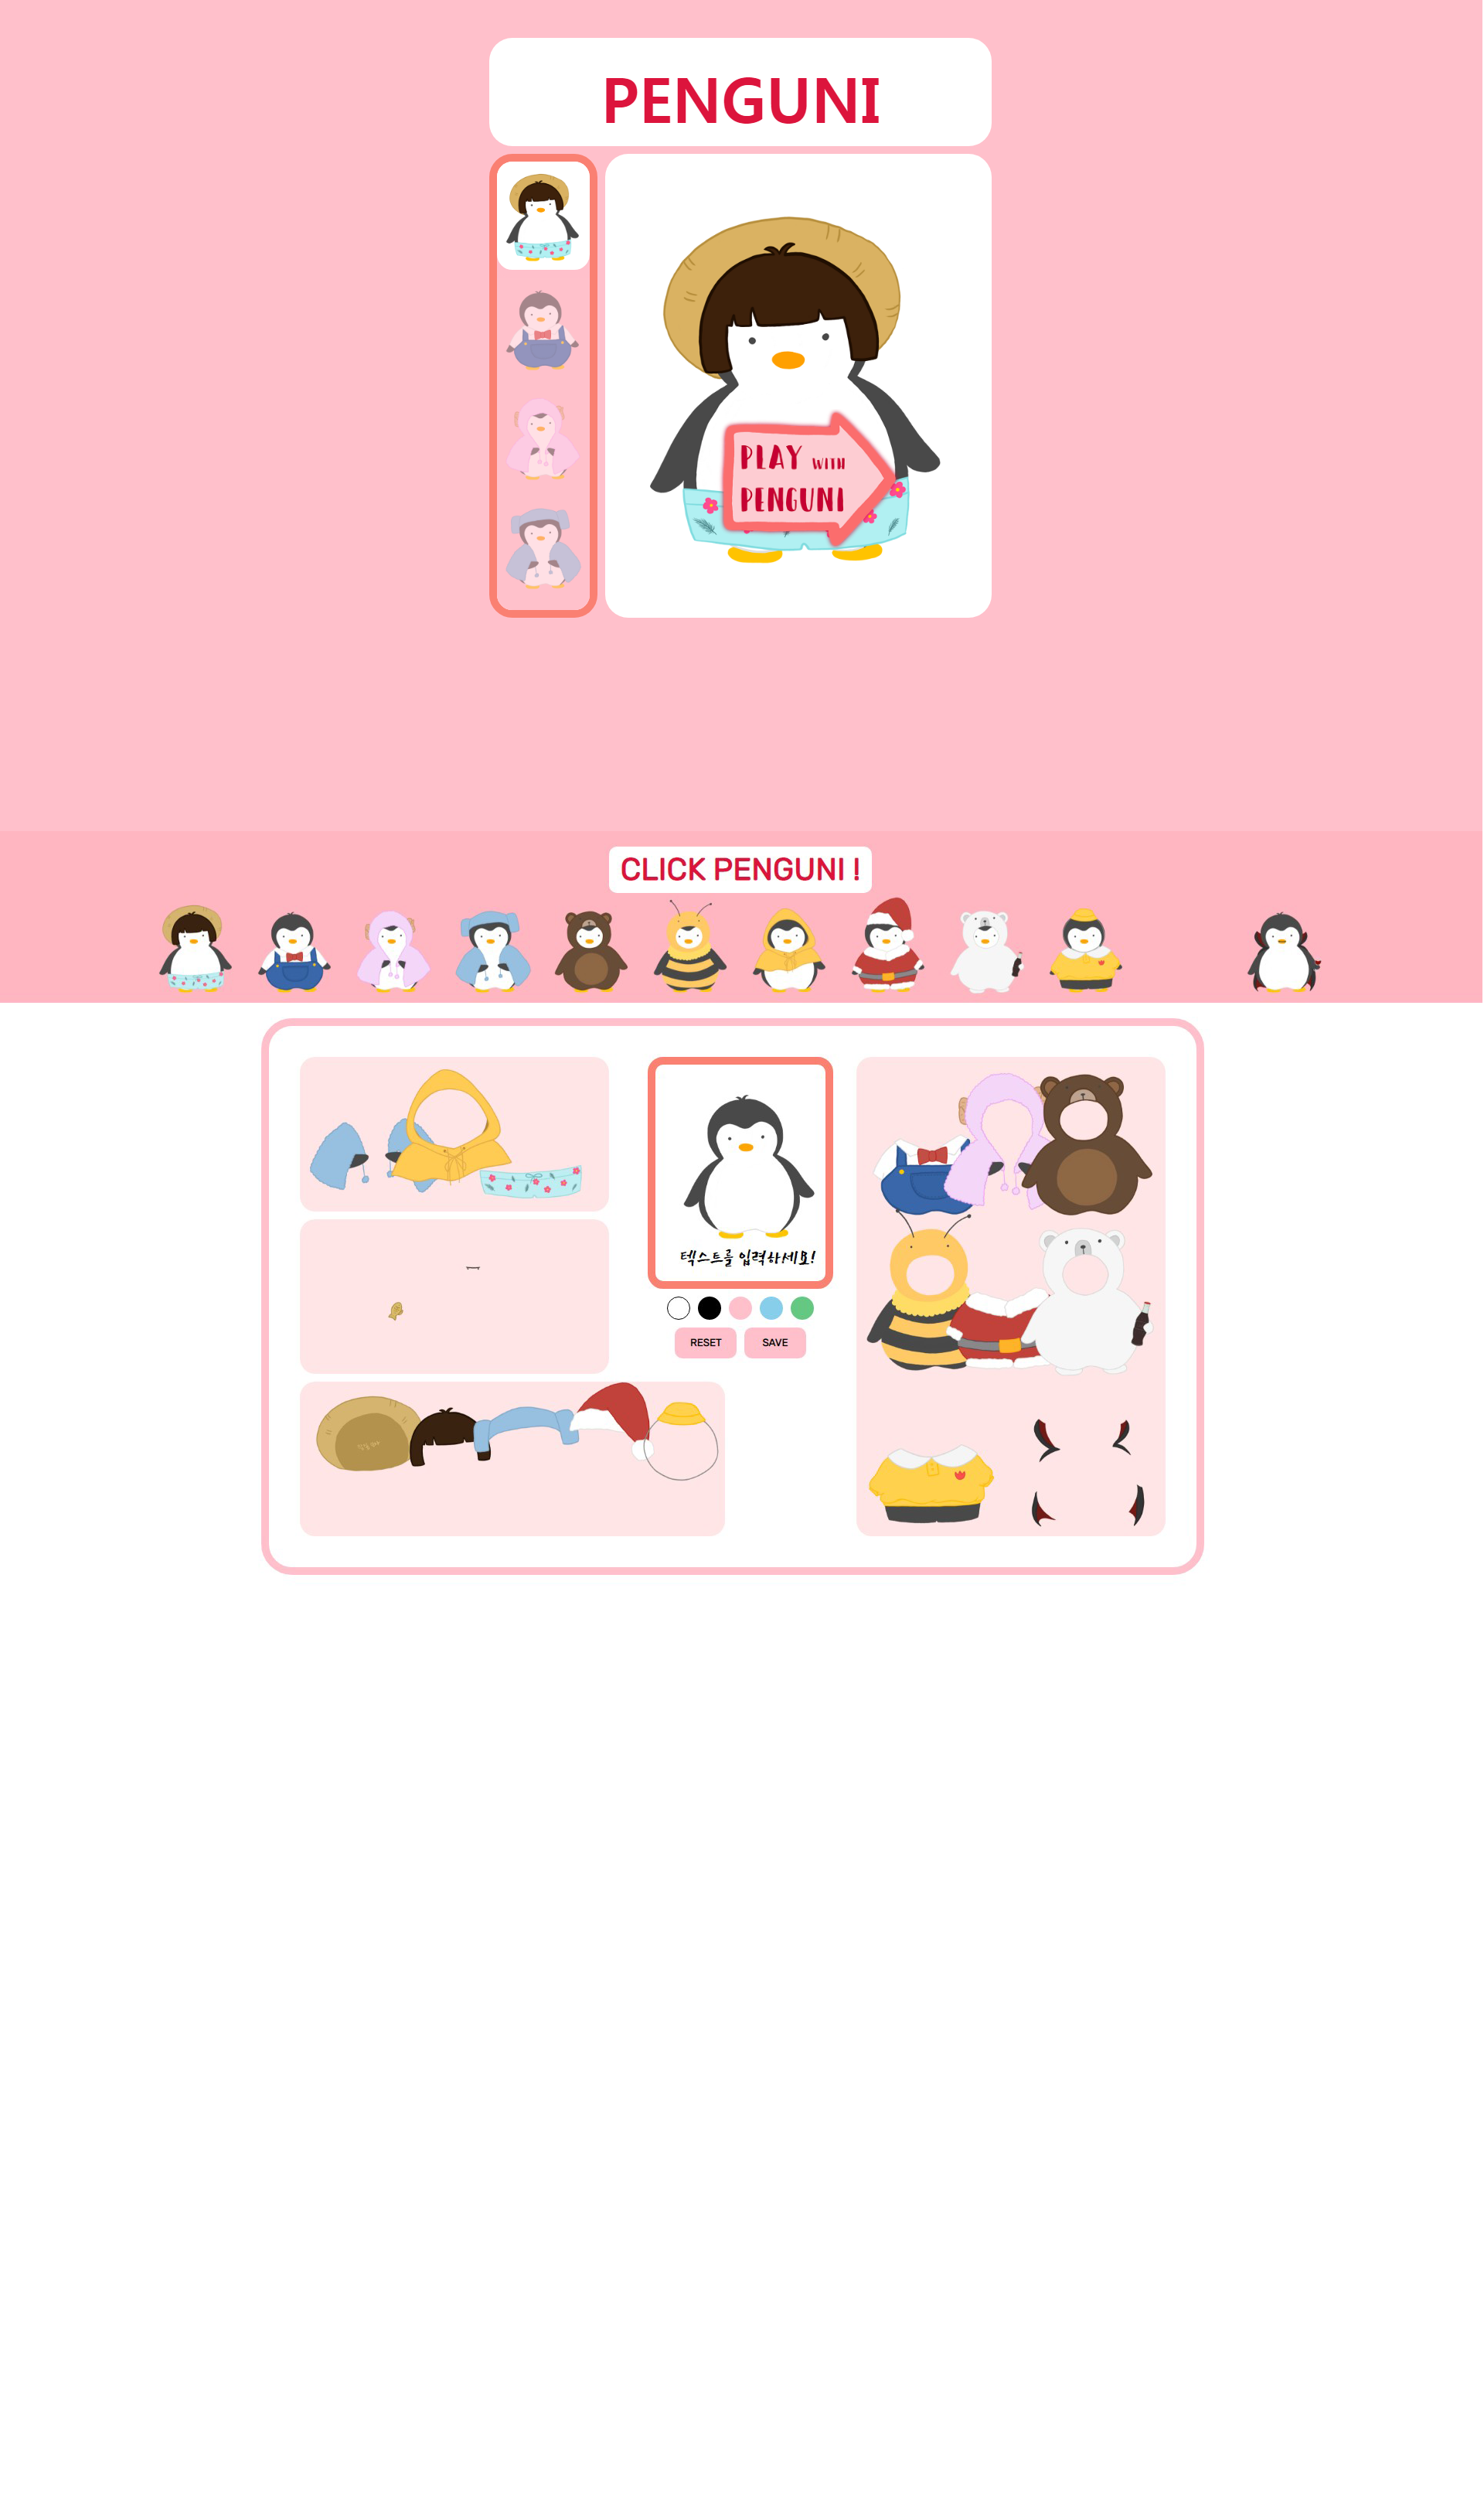 PENGUNI
PLAY WITH
PENGUNI
CLICK PENGUNI !
텍스트를 입력하세요!
RESET
SAVE